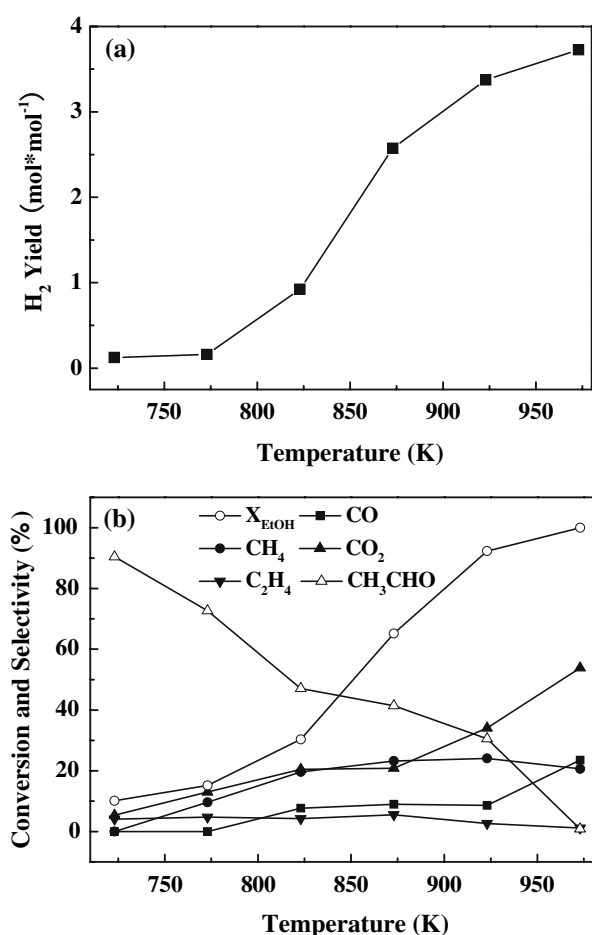 (a)
H₂ Yield (mol*mol⁻¹)
4
3
2
1
0
750 800 850 900 950
Temperature (K)
(b)
X_EtOH CO
CH₄ CO₂
C₂H₄ CH₃CHO
Conversion and Selectivity (%)
100
80
60
40
20
0
750 800 850 900 950
Temperature (K)